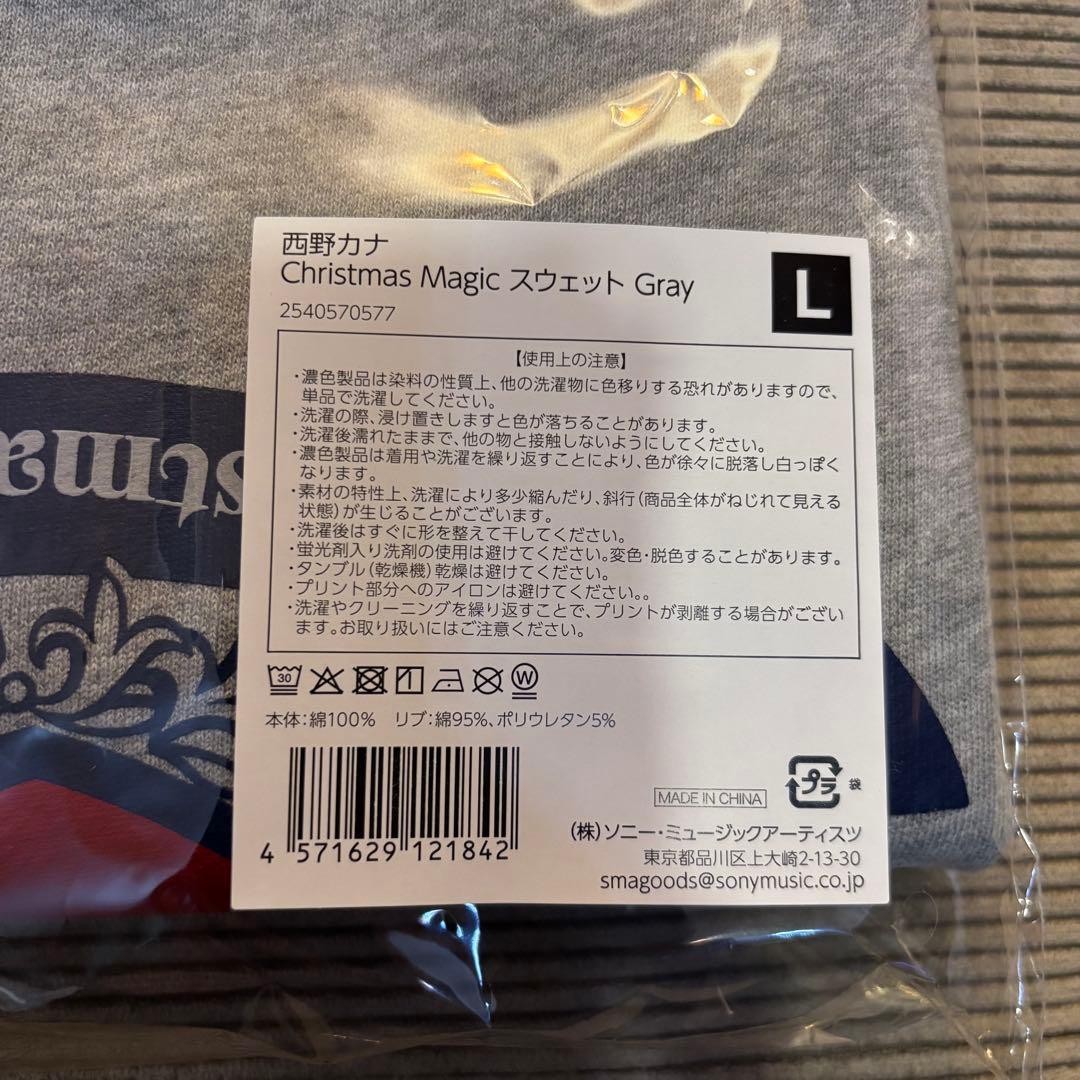 西野カナ
Christmas Magic スウェット Gray
L
2540570577
【使用上の注意】
・濃色製品は染料の性質上、他の洗濯物に色移りする恐れがありますので、
単品で洗濯してください。
・洗濯の際、浸け置きしますと色が落ちることがあります。
・洗濯後濡れたままで、他の物と接触しないようにしてください。
・濃色製品は着用や洗濯を繰り返すことにより、色が徐々に脱落し白っぽく
なります。
・素材の特性上、洗濯により多少縮んだり、斜行(商品全体がねじれて見える
状態)が生じることがございます。
・洗濯後はすぐに形を整えて干してください。
・蛍光剤入り洗剤の使用は避けてください。変色・脱色することがあります。
・タンブル(乾燥機)乾燥は避けてください。
・プリント部分へのアイロンは避けてください。。
・洗濯やクリーニングを繰り返すことで、プリントが剥離する場合がござい
ます。お取り扱いにはご注意ください。
30
W
本体:綿100% リブ:綿95%、ポリウレタン5%
4 571629 121842
MADE IN CHINA
プラ
袋
(株)ソニー・ミュージックアーティスツ
東京都品川区上大崎2-13-30
smagoods@sonymusic.co.jp
stma